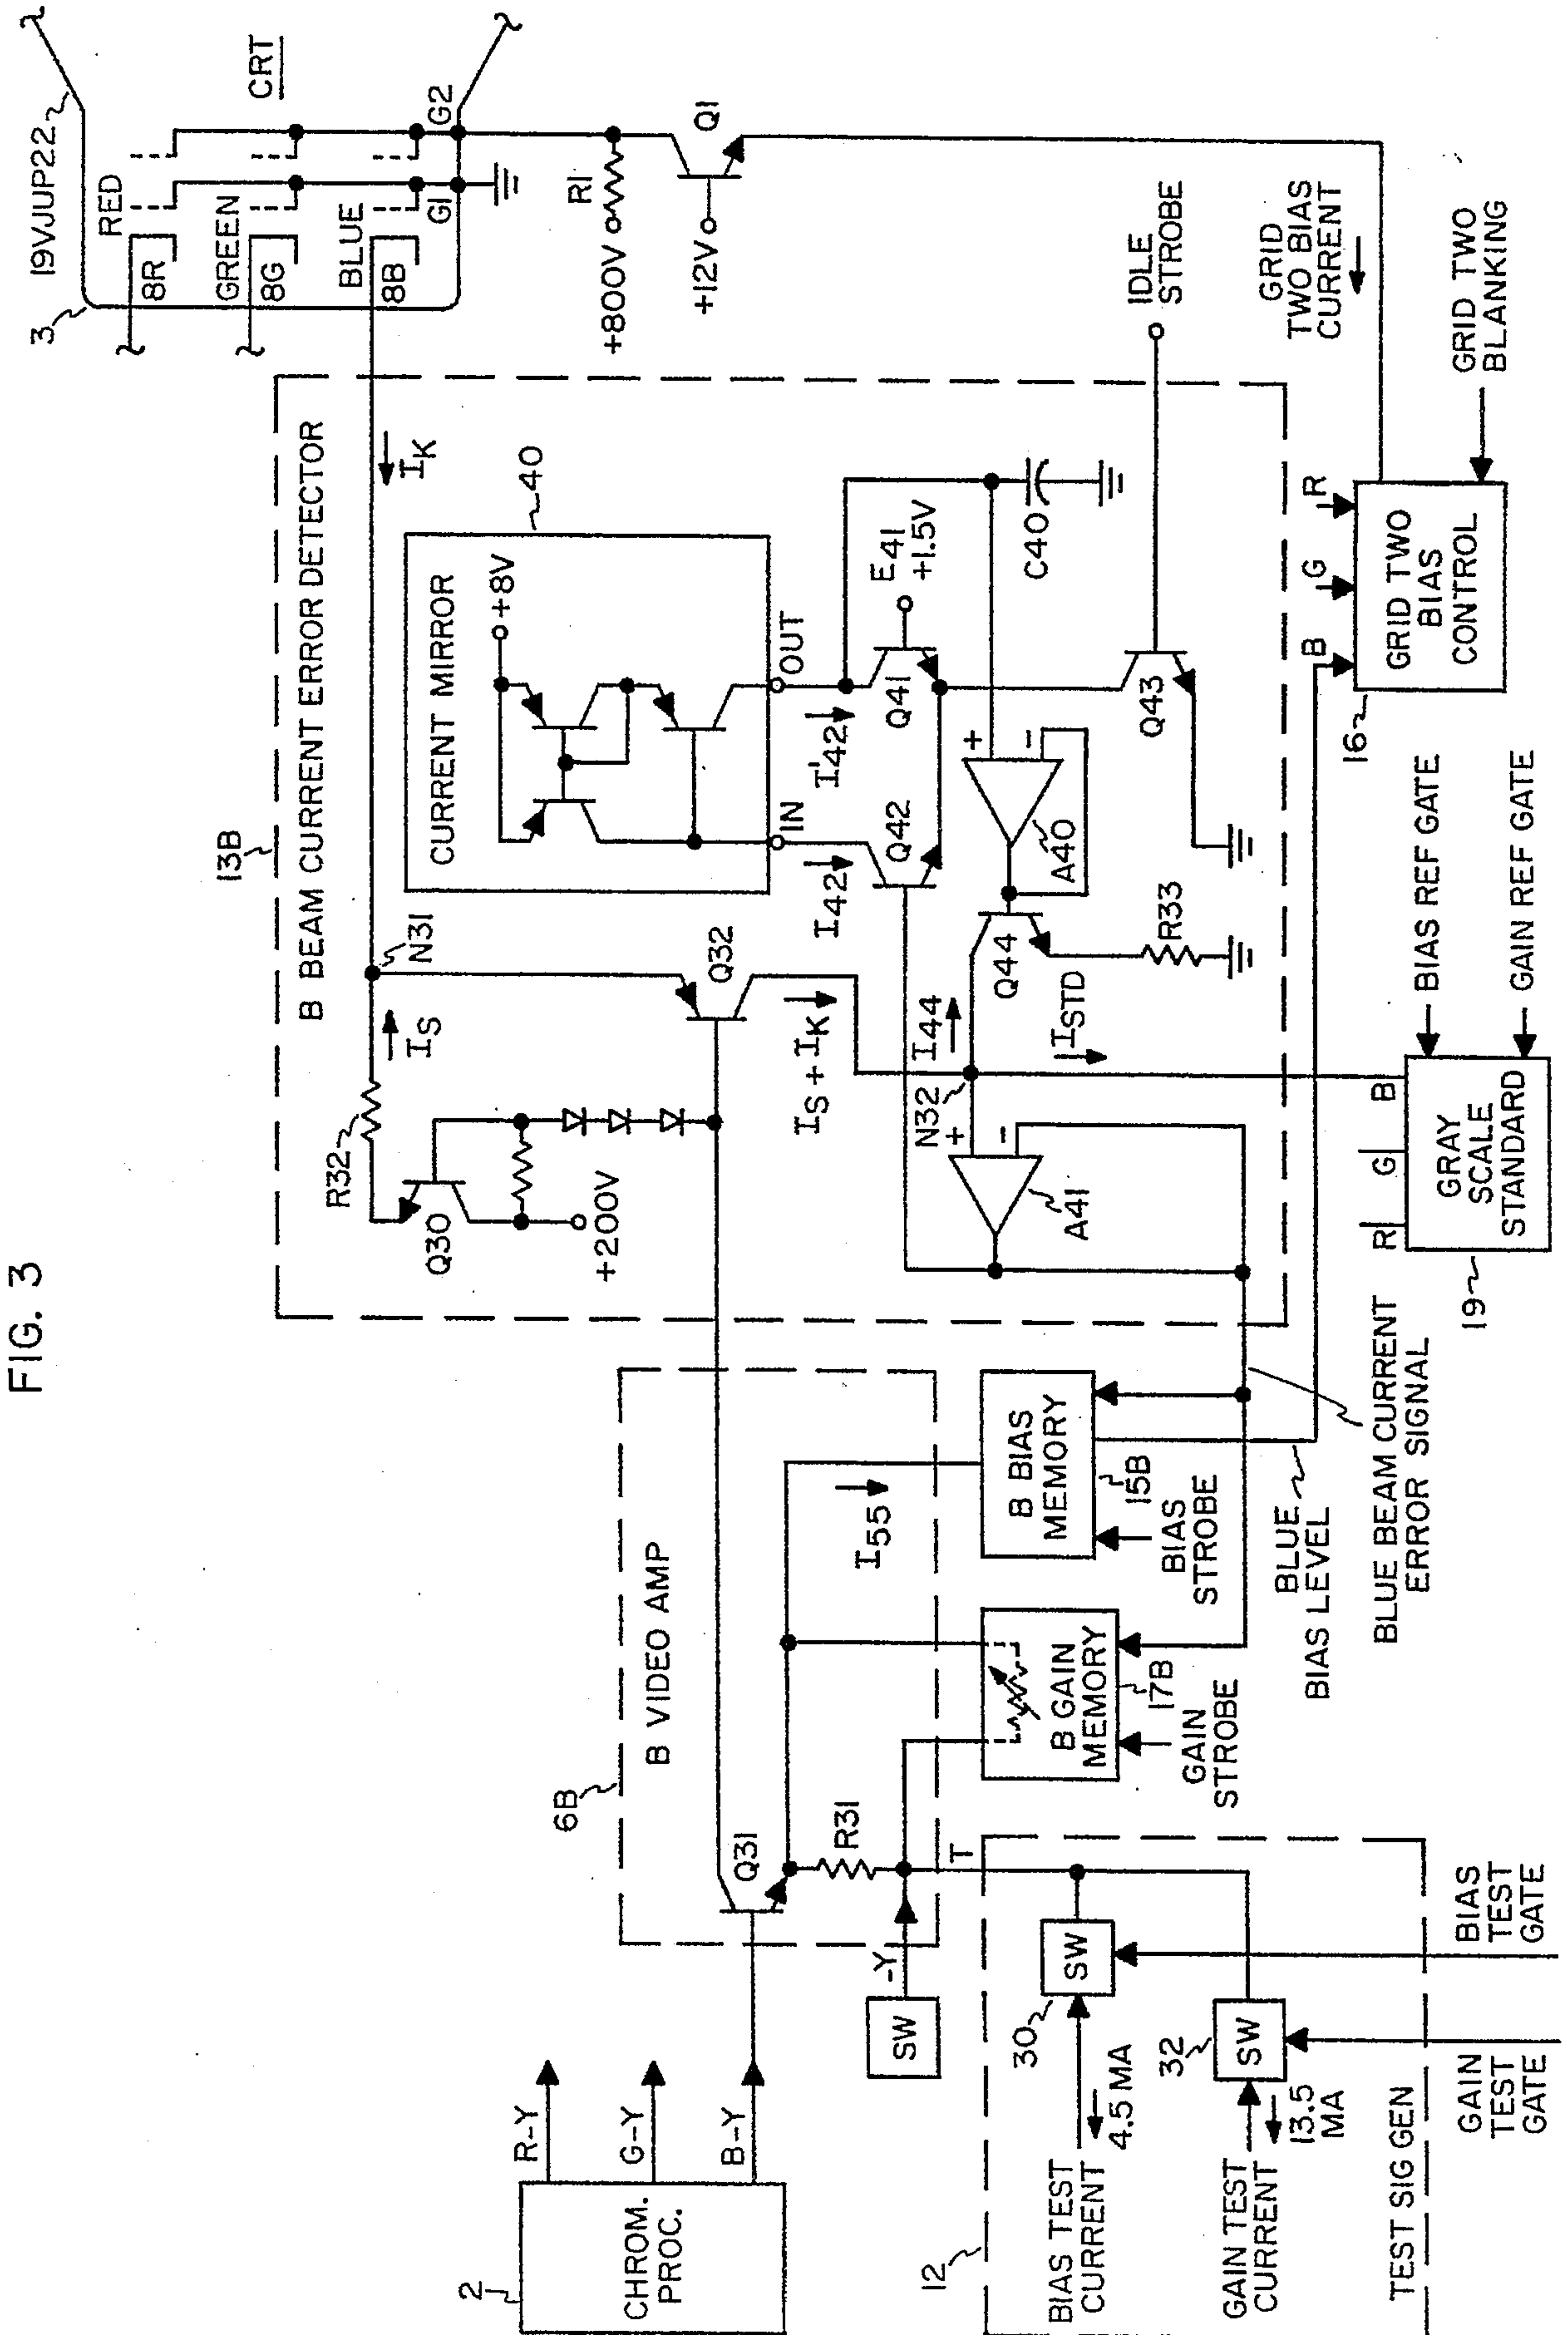 FIG. 3
19VJUP22
3
CRT
RED
8R
GREEN
8G
BLUE
8B
G1
G2
R1
+800V
Q1
+12V
13B
B BEAM CURRENT ERROR DETECTOR
IK
N31
IS
R32
Q30
+200V
Q32
IS + IK
40
CURRENT MIRROR
+8V
IN
OUT
I42
I'42
Q42
Q41
E41
+1.5V
C40
+
−
A40
Q44
R33
Q43
IDLE
STROBE
I44
N32
ISTD
+
−
A41
GRID
TWO BIAS
CURRENT
B
G
R
GRID TWO
BIAS
CONTROL
16
GRID TWO
BLANKING
R
G
B
GRAY
SCALE
STANDARD
19
BIAS REF GATE
GAIN REF GATE
6B
B VIDEO AMP
Q31
R31
I55
B BIAS
MEMORY
15B
BIAS
STROBE
BLUE
BIAS LEVEL
BLUE BEAM CURRENT
ERROR SIGNAL
B GAIN
MEMORY
17B
GAIN
STROBE
2
CHROM.
PROC.
R-Y
G-Y
B-Y
-Y
SW
T
12
30
SW
BIAS TEST
CURRENT
4.5 MA
32
SW
GAIN TEST
CURRENT
13.5
MA
TEST SIG GEN
BIAS
TEST
GATE
GAIN
TEST
GATE